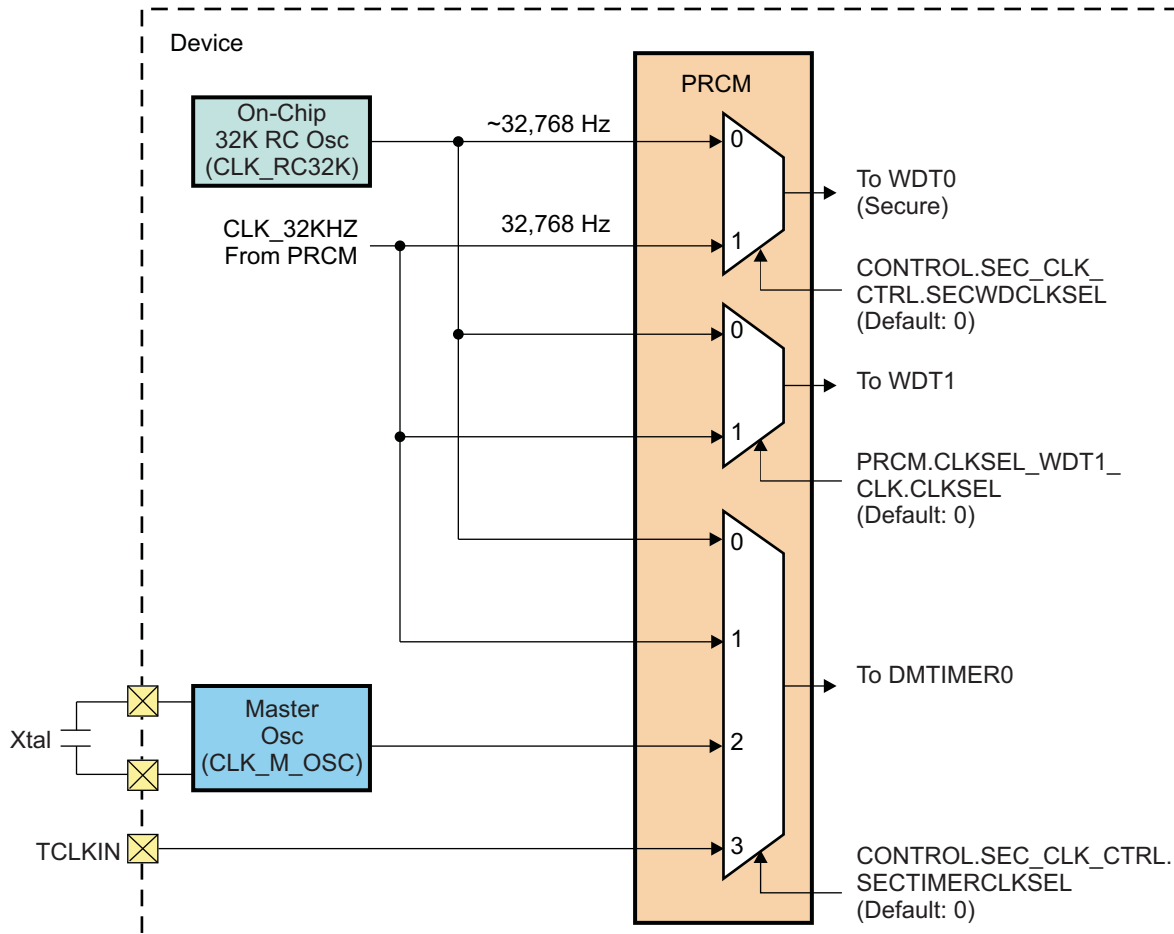 Device
PRCM
On-Chip
32K RC Osc
(CLK_RC32K)
~32,768 Hz
0
To WDT0
(Secure)
CLK_32KHZ
From PRCM
32,768 Hz
1
CONTROL.SEC_CLK_
CTRL.SECWDCLKSEL
(Default: 0)
0
To WDT1
1
PRCM.CLKSEL_WDT1_
CLK.CLKSEL
(Default: 0)
0
1
To DMTIMER0
Xtal
Master
Osc
(CLK_M_OSC)
2
TCLKIN
3
CONTROL.SEC_CLK_CTRL.
SECTIMERCLKSEL
(Default: 0)